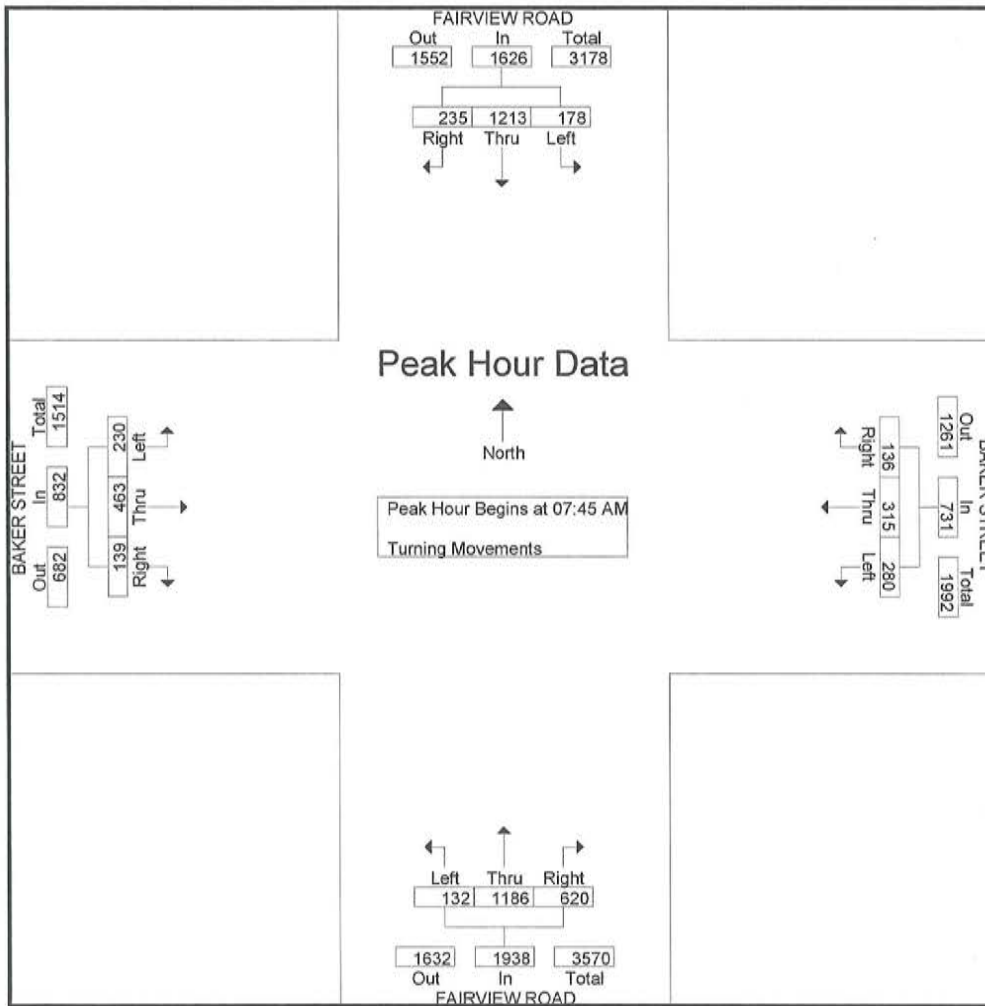 FAIRVIEW ROAD
Out In Total
1552 1626 3178
235 1213 178
Right Thru Left
Peak Hour Data
North
Peak Hour Begins at 07:45 AM
Turning Movements
BAKER STREET
Total In Out
1514 832 682
230 463 139
Left Thru Right
Right Thru Left
136 315 280
Out In Total
1261 731 1992
BAKER STREET
Left Thru Right
132 1186 620
1632 1938 3570
Out In Total
FAIRVIEW ROAD